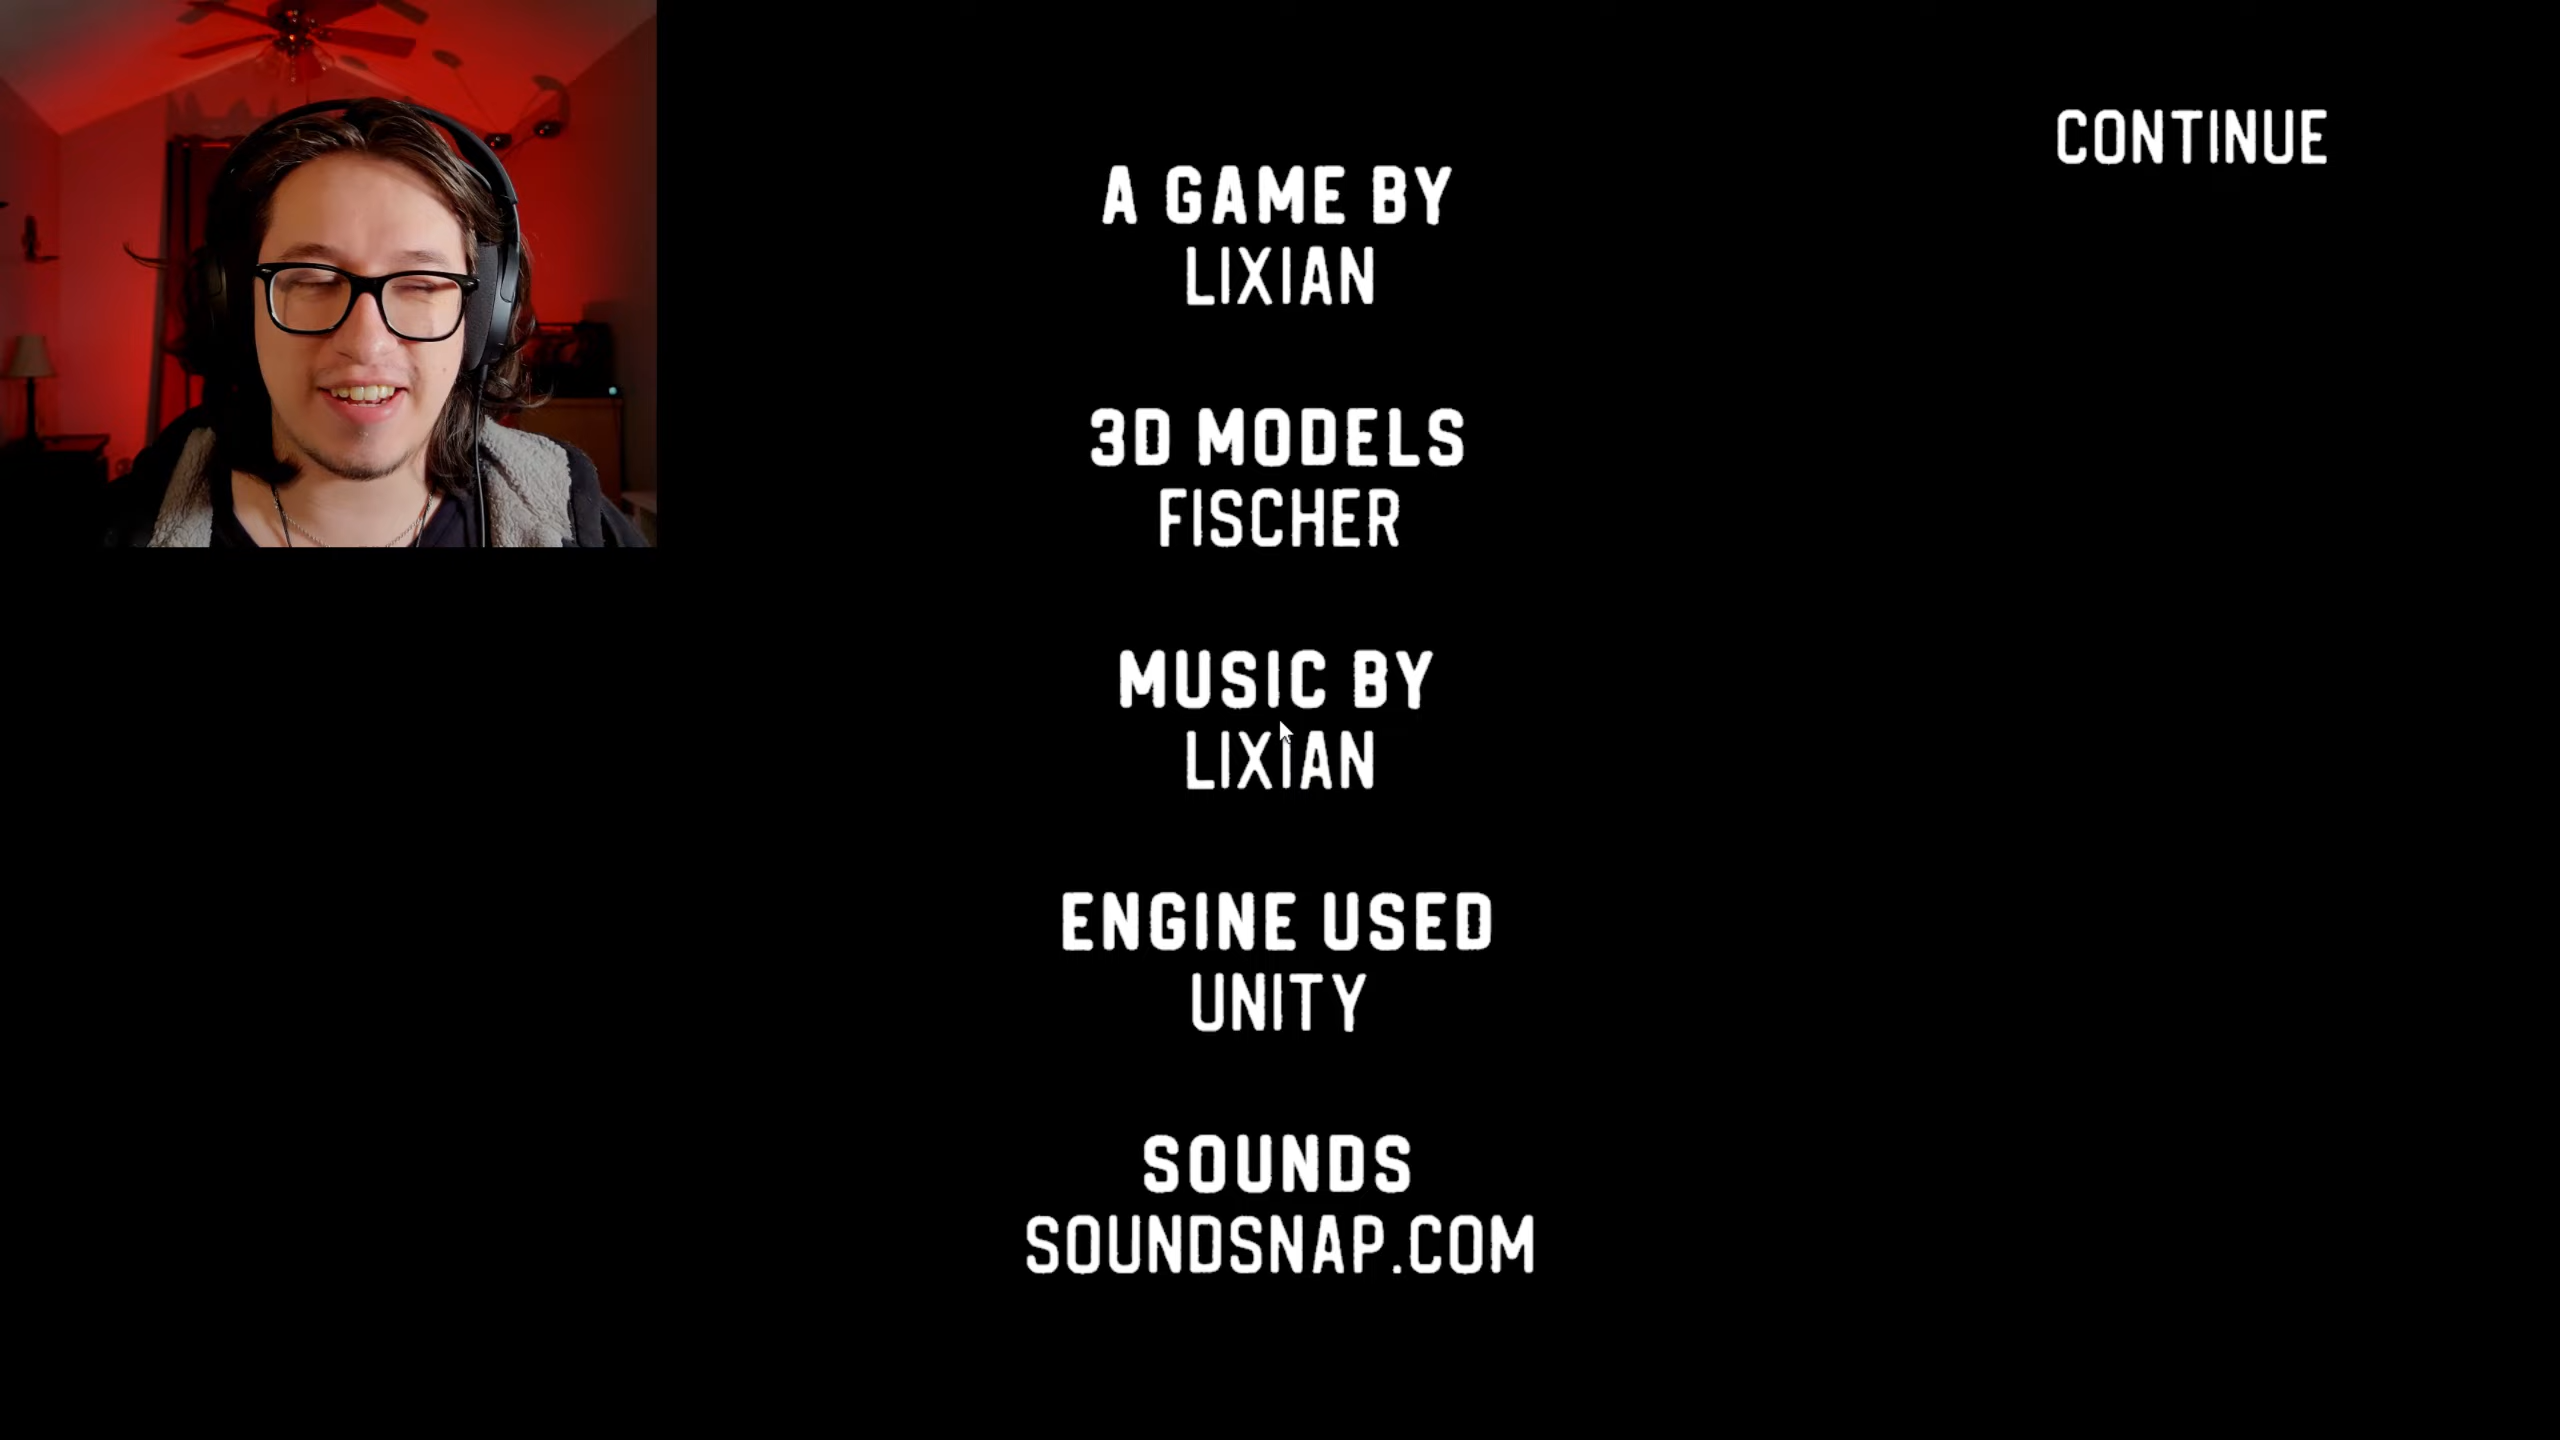 CONTINUE
A GAME BY
LIXIAN
3D MODELS
FISCHER
MUSIC BY
LIXIAN
ENGINE USED
UNITY
SOUNDS
SOUNDSNAP.COM